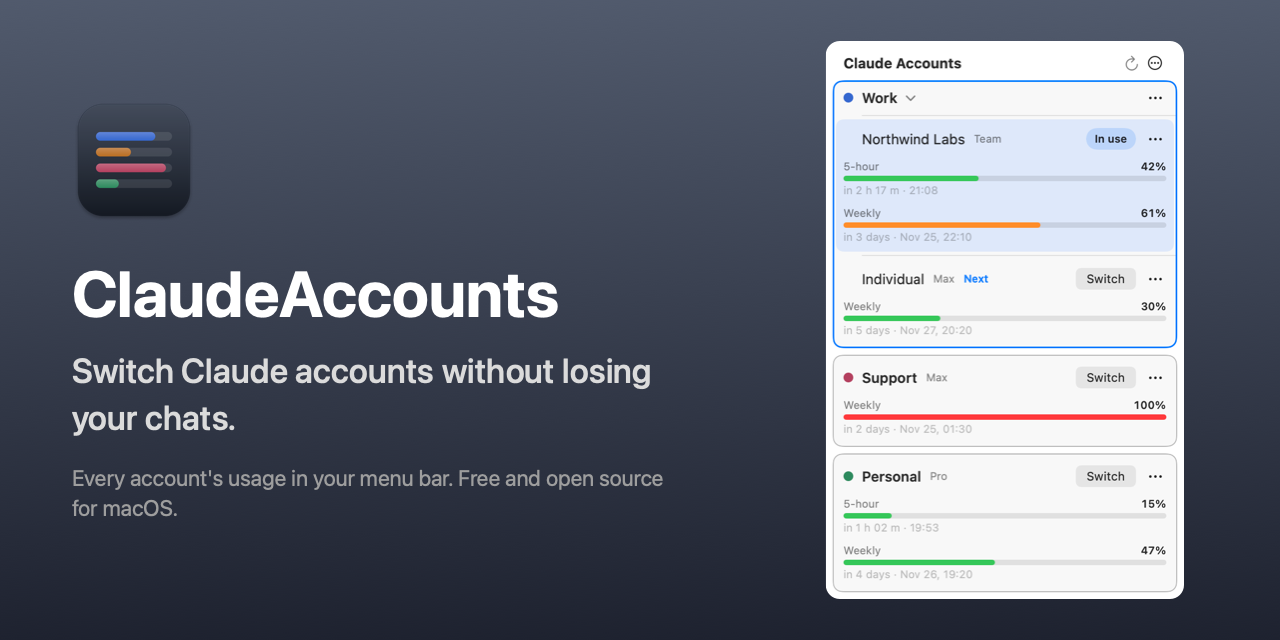 ClaudeAccounts
Switch Claude accounts without losing
your chats.
Every account's usage in your menu bar. Free and open source
for macOS.
Claude Accounts
Work
Northwind Labs Team In use
5-hour 42%
in 2 h 17 m · 21:08
Weekly 61%
in 3 days · Nov 25, 22:10
Individual Max Next Switch
Weekly 30%
in 5 days · Nov 27, 20:20
Support Max Switch
Weekly 100%
in 2 days · Nov 25, 01:30
Personal Pro Switch
5-hour 15%
in 1 h 02 m · 19:53
Weekly 47%
in 4 days · Nov 26, 19:20